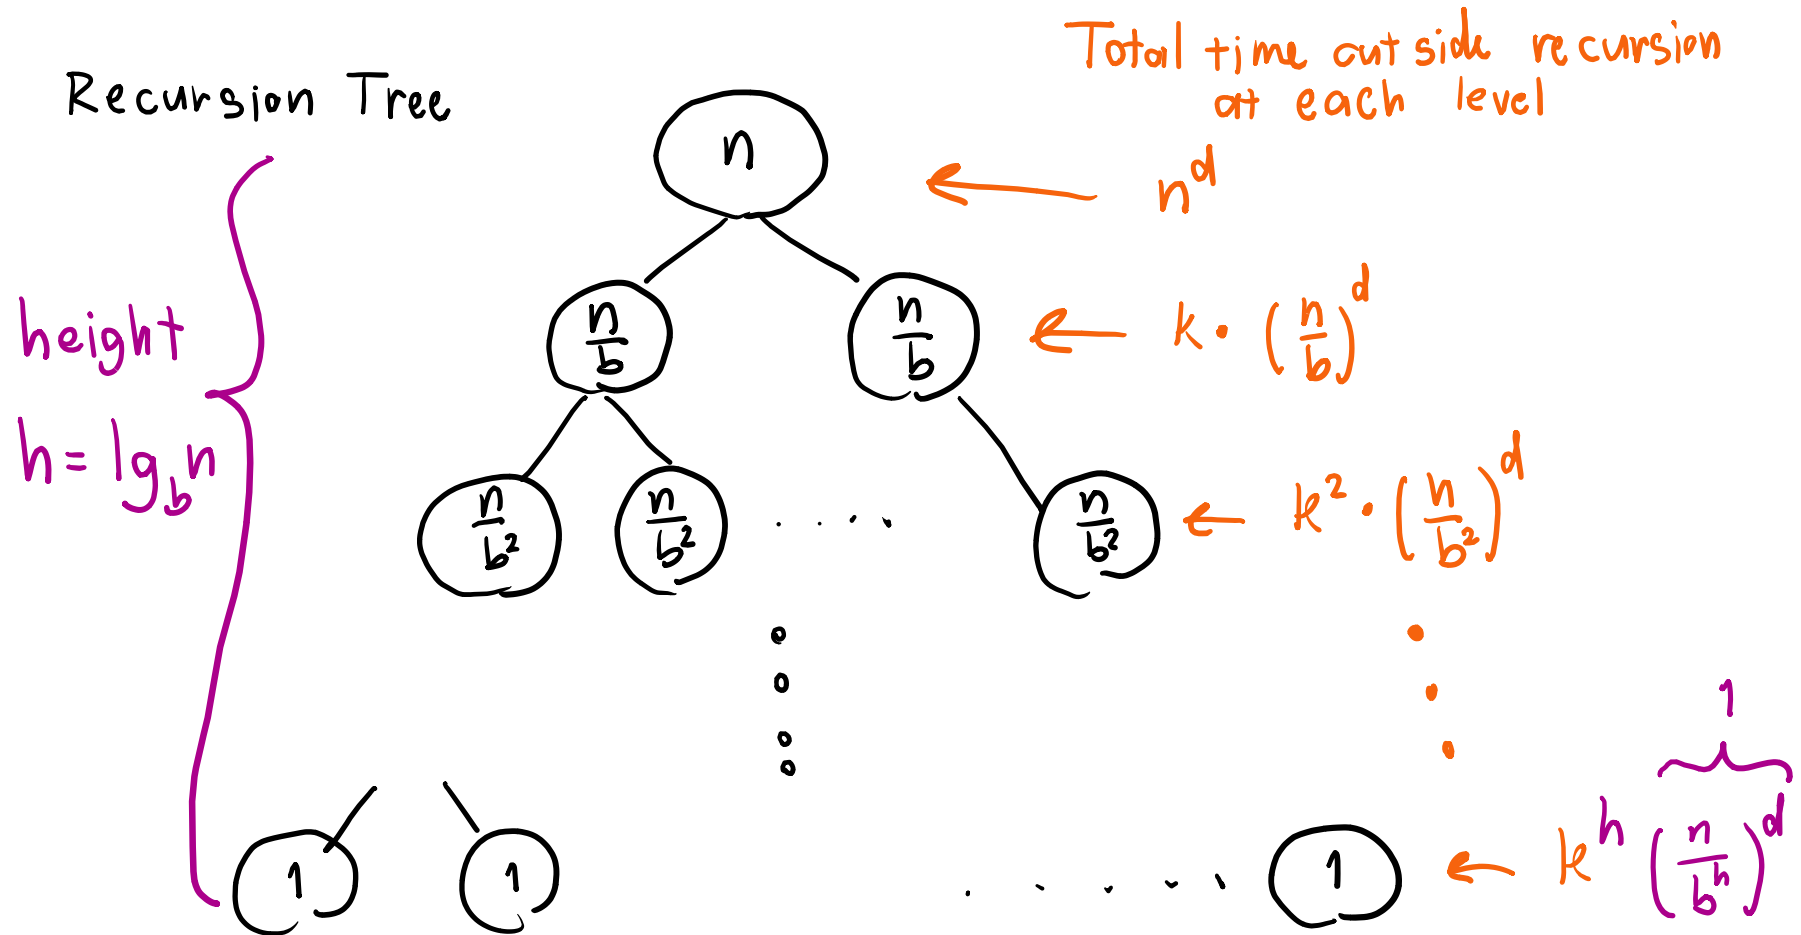 Total time outside recursion
at each level
Recursion Tree
n
n^d
n/b n/b
k · (n/b)^d
height
h = lg_b n
n/b² n/b² . . . . n/b²
k² · (n/b²)^d
1
1 1 . . . . . 1
k^h (n/b^h)^d